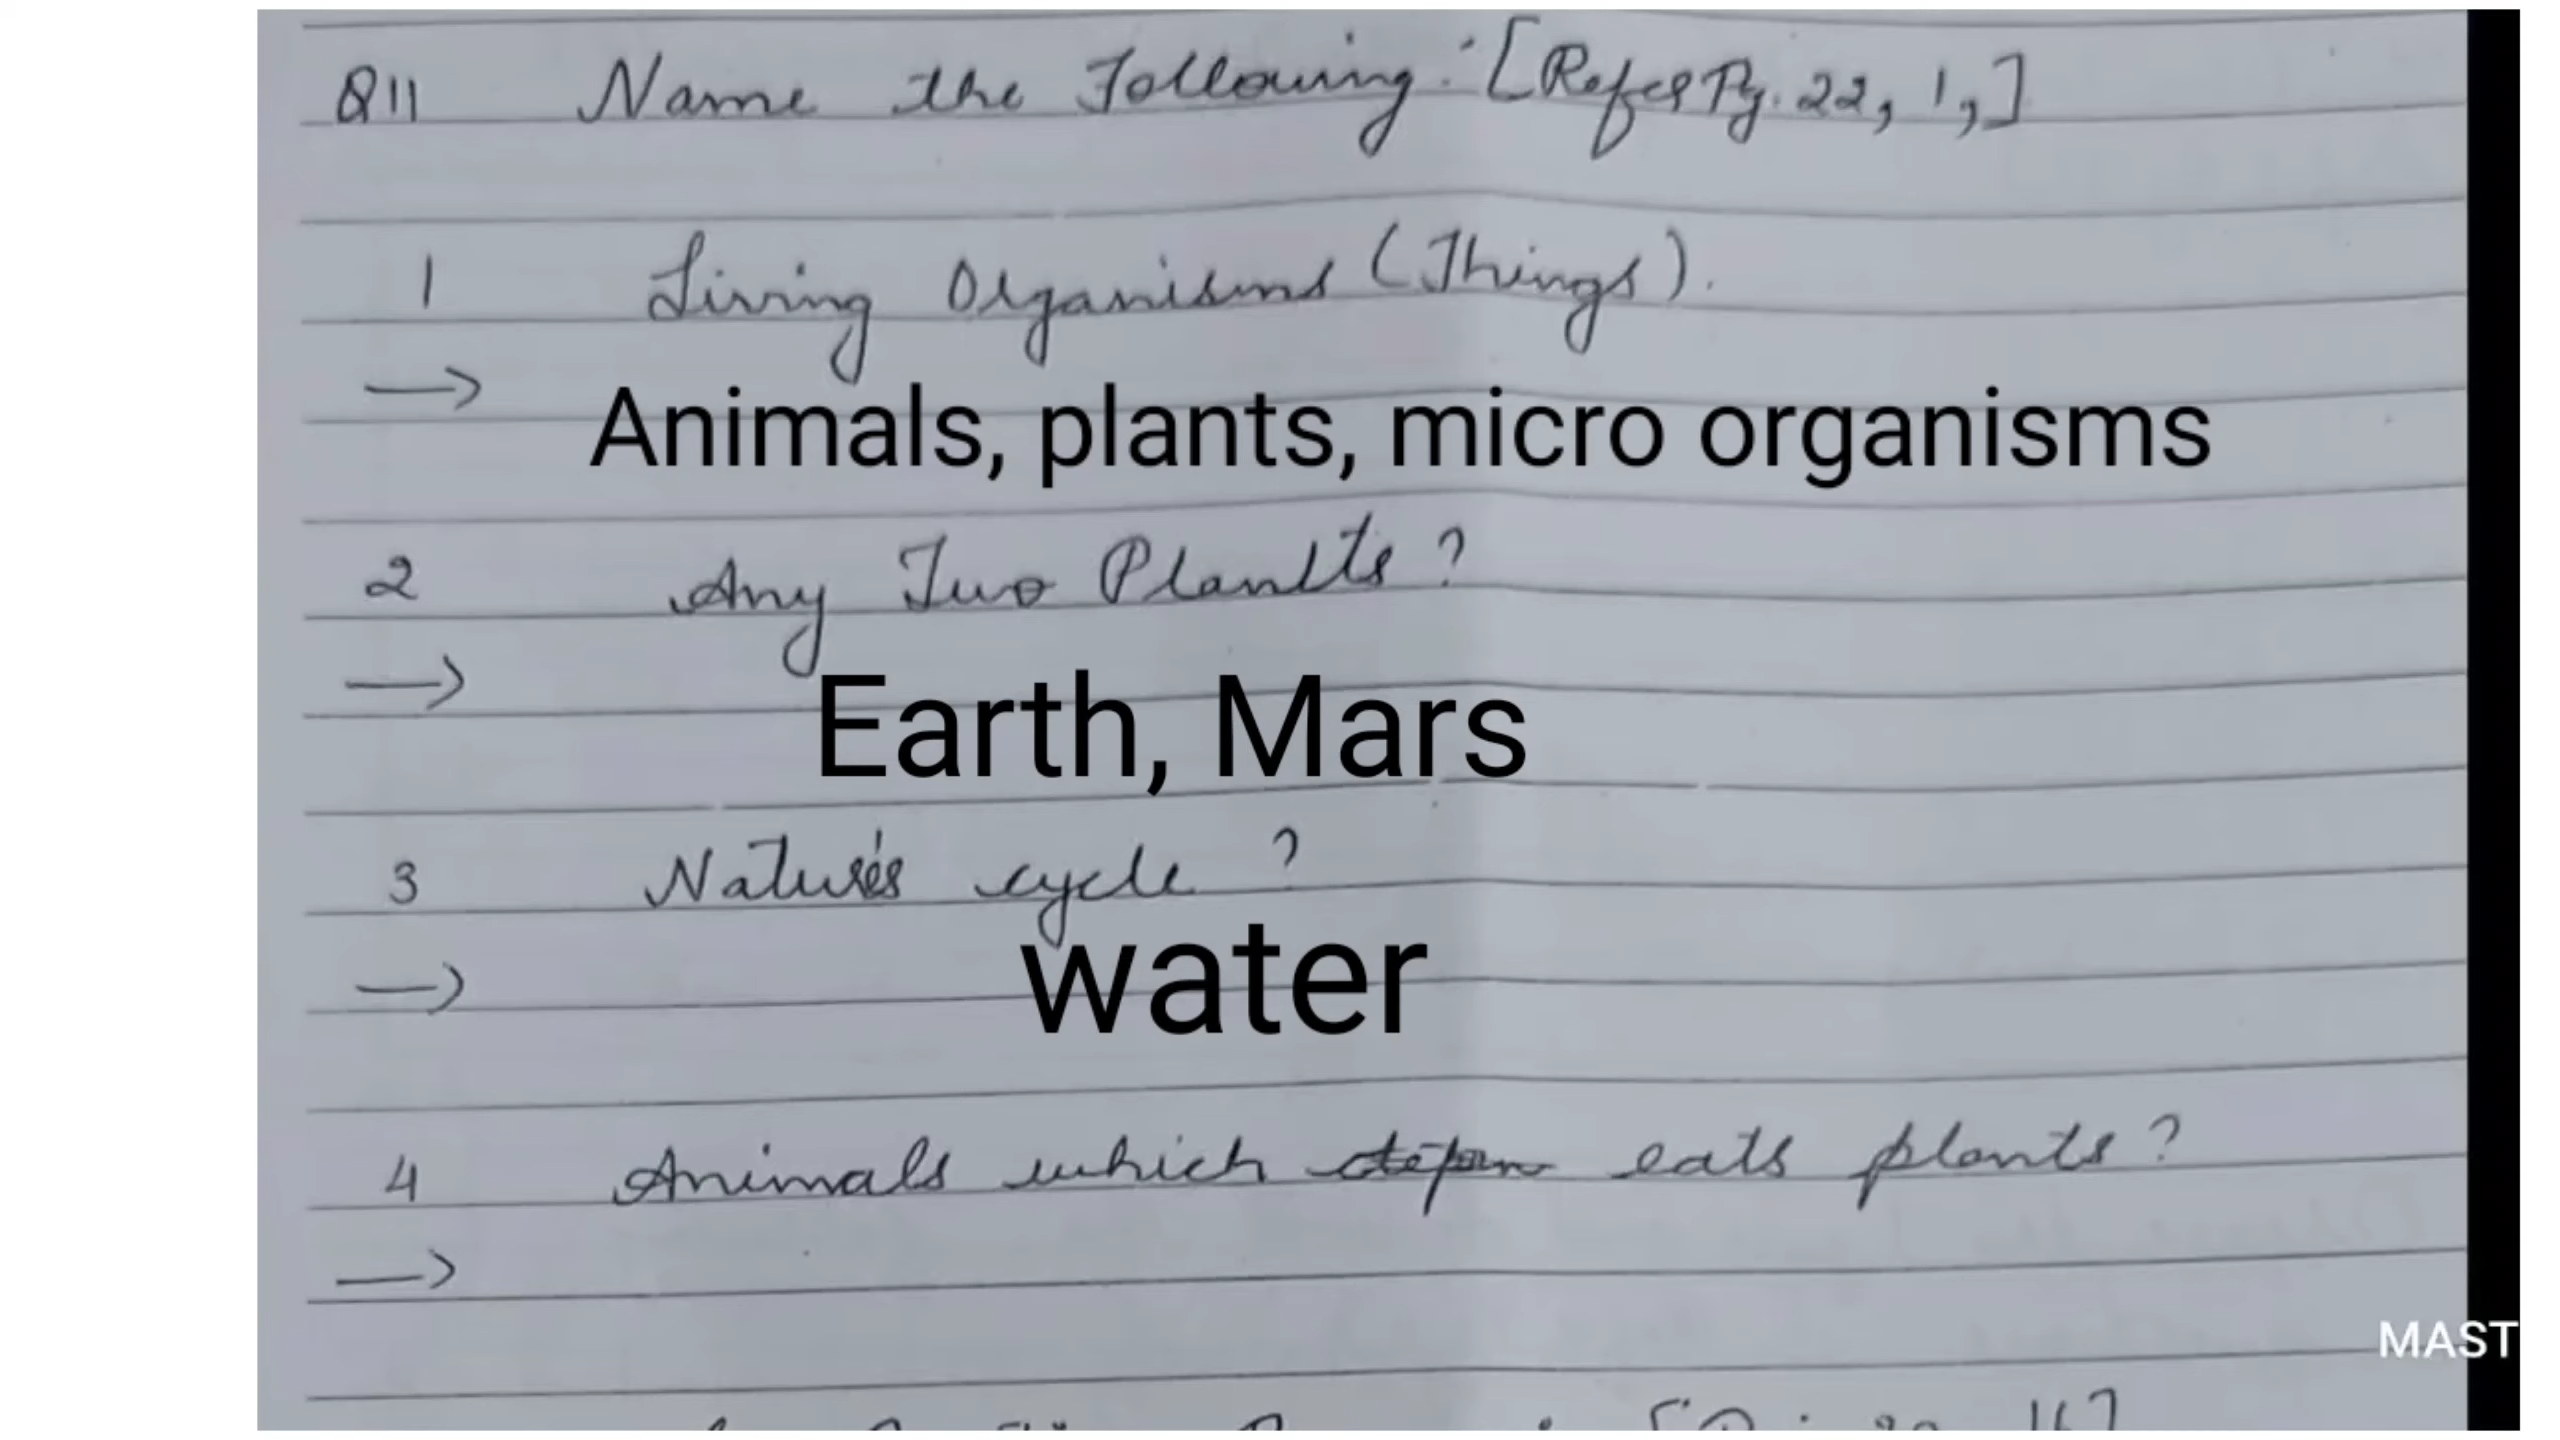 Q11 Name the Following: [Refer Pg. 22, 1,]
1 Living Organisms (Things).
→ Animals, plants, micro organisms
2 Any Two Planlts?
→ Earth, Mars
3 Nature's cycle?
→ water
4 Animals which eats plants?
→
MAST